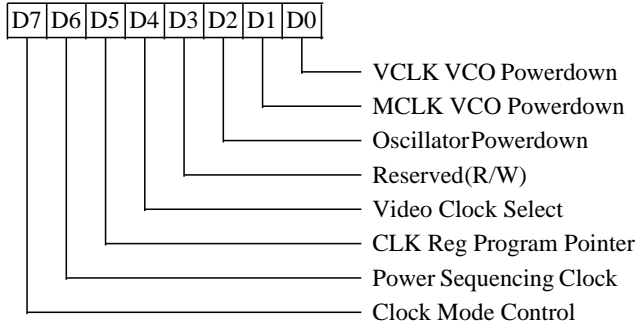 D7 D6 D5 D4 D3 D2 D1 D0
VCLK VCO Powerdown
MCLK VCO Powerdown
OscillatorPowerdown
Reserved(R/W)
Video Clock Select
CLK Reg Program Pointer
Power Sequencing Clock
Clock Mode Control